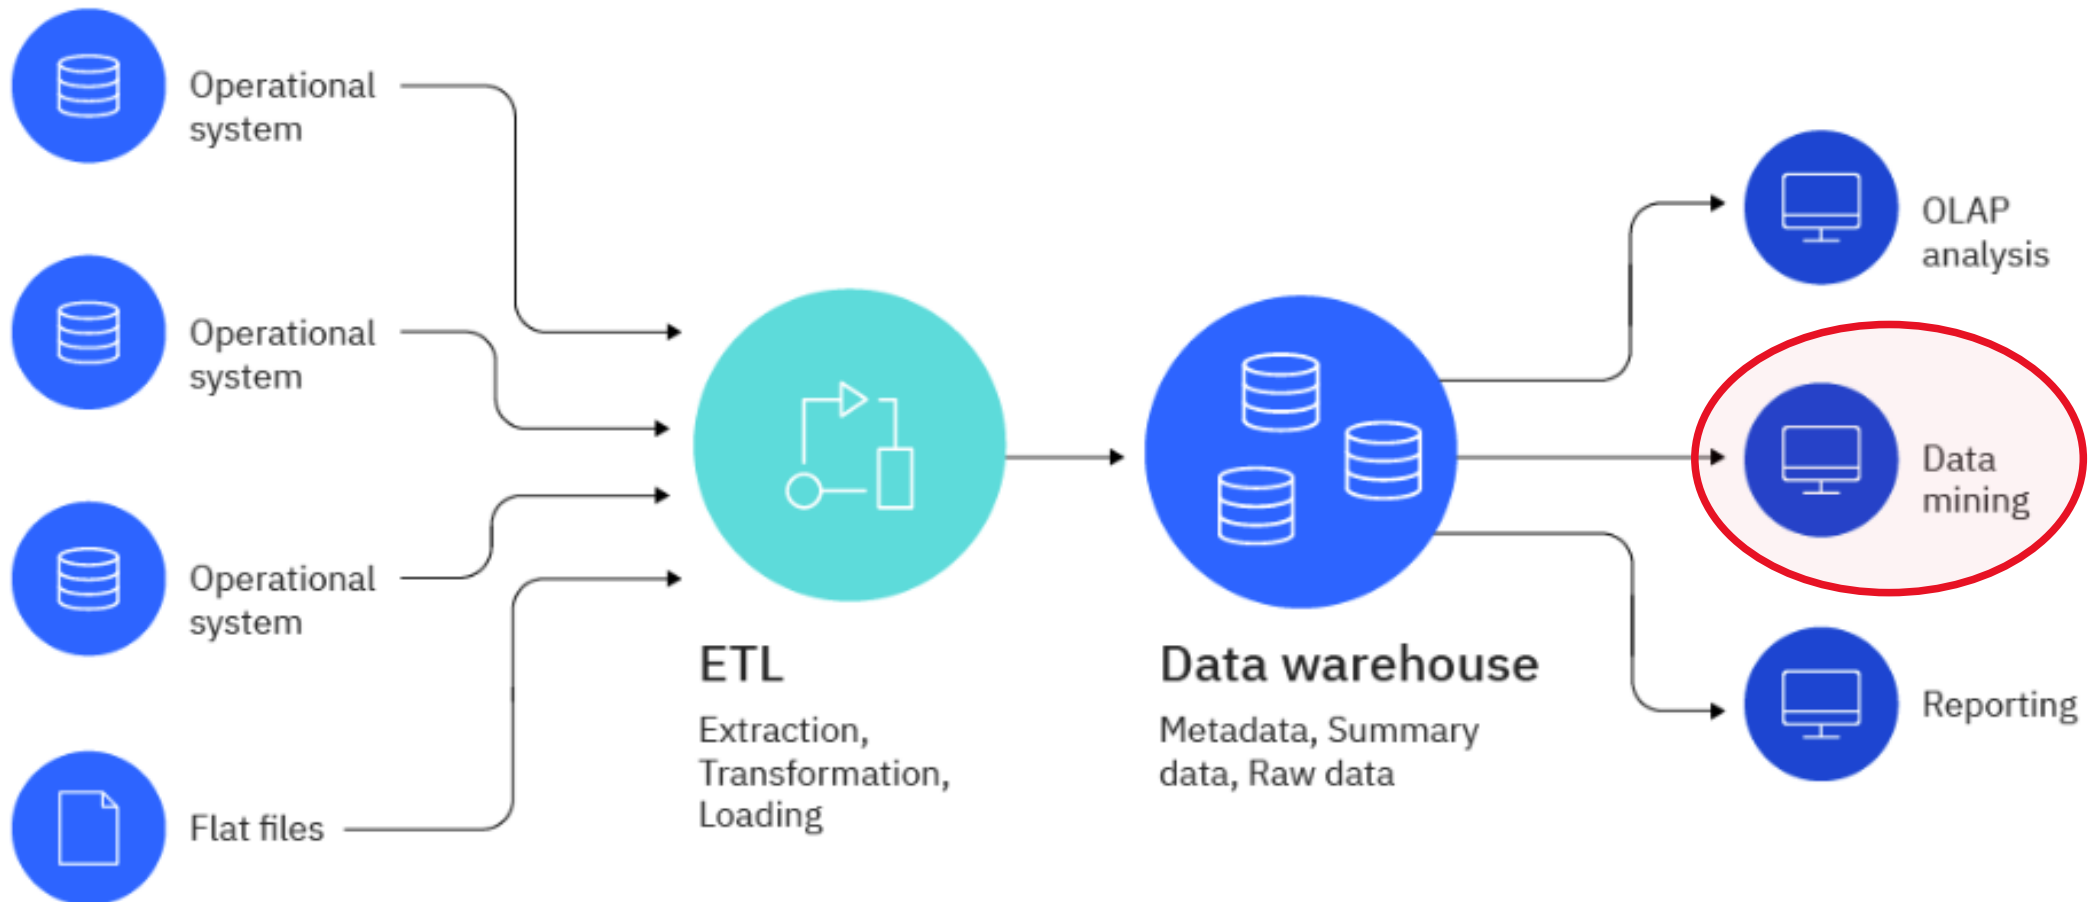 Operational
system
Operational
system
Operational
system
Flat files
ETL
Extraction,
Transformation,
Loading
Data warehouse
Metadata, Summary
data, Raw data
OLAP
analysis
Data
mining
Reporting